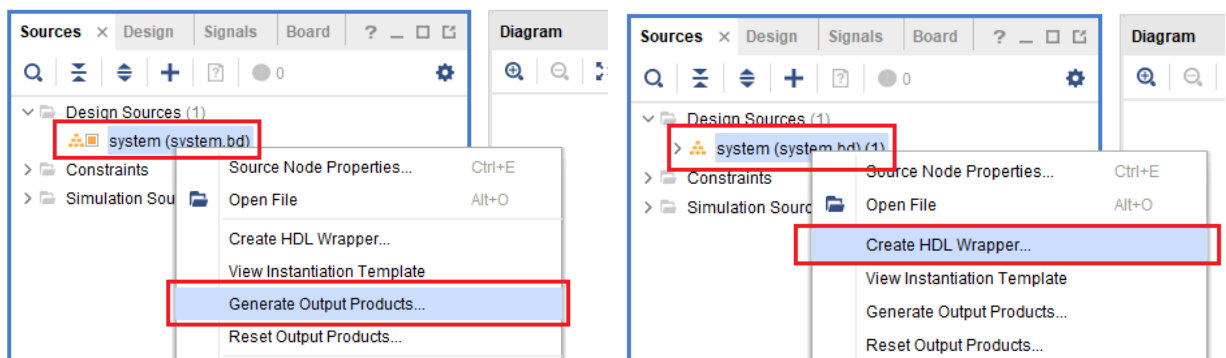 Sources × Design Signals Board ? _
Diagram
0
Design Sources (1)
system (system.bd)
Constraints
Simulation Sou
Source Node Properties... Ctrl+E
Open File Alt+O
Create HDL Wrapper...
View Instantiation Template
Generate Output Products...
Reset Output Products...
Sources × Design Signals Board ? _
Diagram
0
Design Sources (1)
system (system.bd) (1)
Constraints
Simulation Sourc
Source Node Properties... Ctrl+E
Open File Alt+O
Create HDL Wrapper...
View Instantiation Template
Generate Output Products...
Reset Output Products...